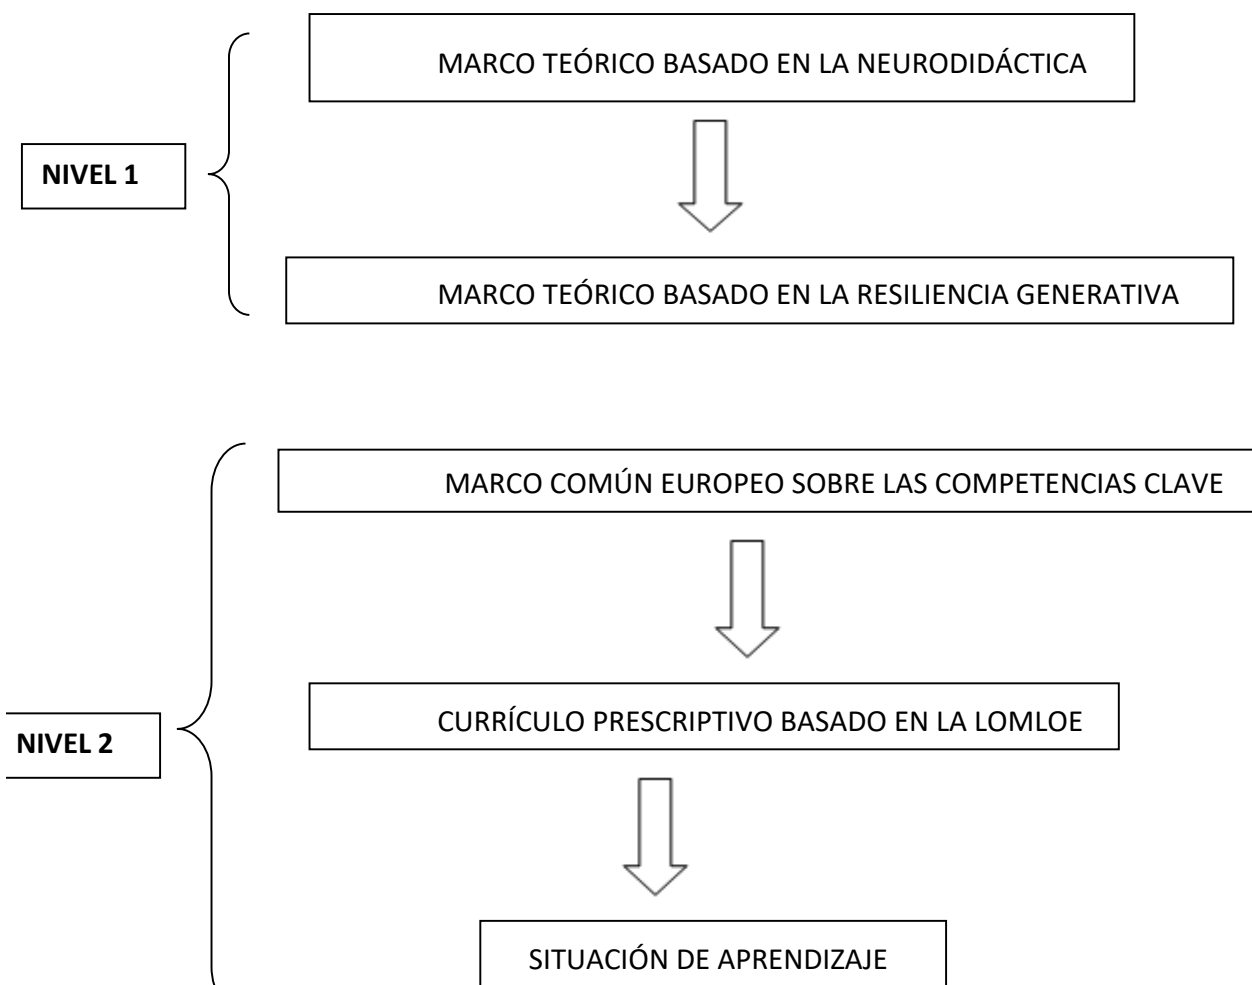 MARCO TEÓRICO BASADO EN LA NEURODIDÁCTICA
NIVEL 1
MARCO TEÓRICO BASADO EN LA RESILIENCIA GENERATIVA
MARCO COMÚN EUROPEO SOBRE LAS COMPETENCIAS CLAVE
CURRÍCULO PRESCRIPTIVO BASADO EN LA LOMLOE
NIVEL 2
SITUACIÓN DE APRENDIZAJE